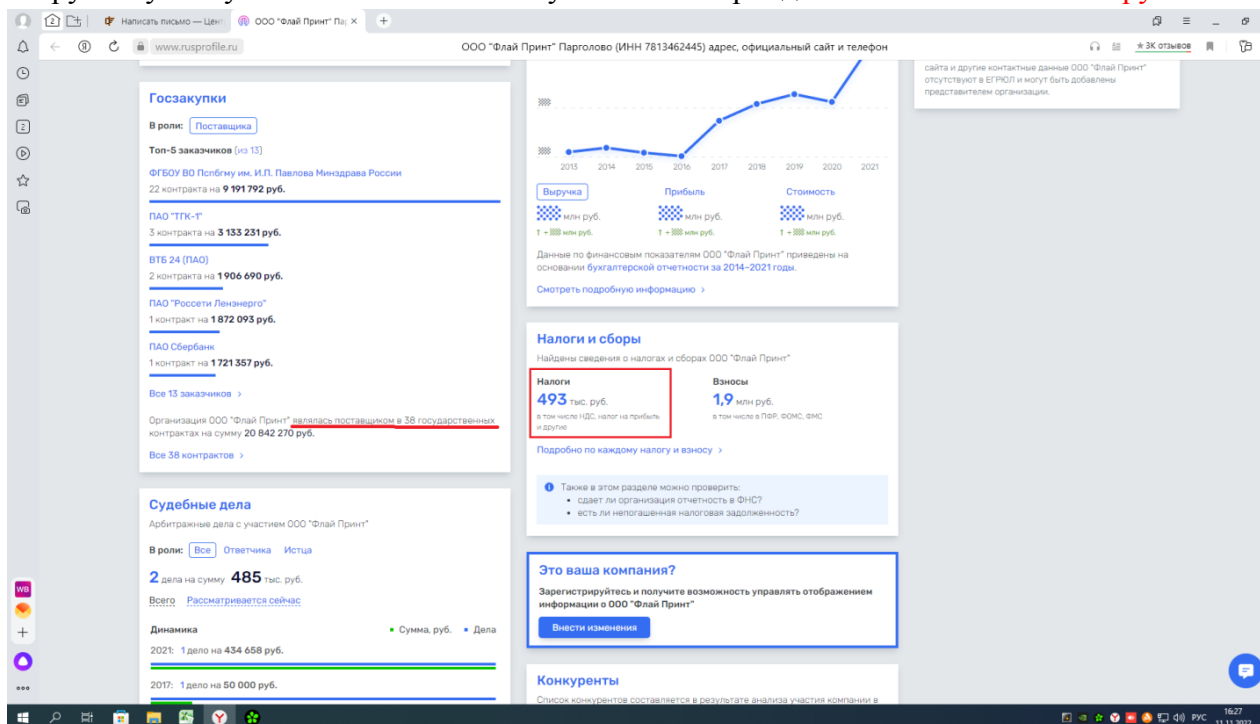 Написать письмо — Цент
ООО "Флай Принт" Пар
www.rusprofile.ru
ООО "Флай Принт" Парголово (ИНН 7813462445) адрес, официальный сайт и телефон
★ 3K отзывов
Госзакупки
В роли: Поставщика
Топ-5 заказчиков (из 13)
ФГБОУ ВО Пспбгму им. И.П. Павлова Минздрава России
22 контракта на 9 191 792 руб.
ПАО "ТГК-1"
3 контракта на 3 133 231 руб.
ВТБ 24 (ПАО)
2 контракта на 1 906 690 руб.
ПАО "Россети Ленэнерго"
1 контракт на 1 872 093 руб.
ПАО Сбербанк
1 контракт на 1 721 357 руб.
Все 13 заказчиков >
Организация ООО "Флай Принт" являлась поставщиком в 38 государственных
контрактах на сумму 20 842 270 руб.
Все 38 контрактов >
Судебные дела
Арбитражные дела с участием ООО "Флай Принт"
В роли: Все Ответчика Истца
2 дела на сумму 485 тыс. руб.
Всего Рассматривается сейчас
Динамика • Сумма, руб. • Дела
2021: 1 дело на 434 658 руб.
2017: 1 дело на 50 000 руб.
2013 2014 2015 2016 2017 2018 2019 2020 2021
Выручка Прибыль Стоимость
млн руб. млн руб. млн руб.
↑ + млн руб. ↑ + млн руб. ↑ + млн руб.
Данные по финансовым показателям ООО "Флай Принт" приведены на
основании бухгалтерской отчетности за 2014–2021 годы.
Смотреть подробную информацию >
Налоги и сборы
Найдены сведения о налогах и сборах ООО "Флай Принт"
Налоги Взносы
493 тыс. руб. 1,9 млн руб.
в том числе НДС, налог на прибыль
и другие
в том числе в ПФР, ФОМС, ФМС
Подробно по каждому налогу и взносу >
Также в этом разделе можно проверить:
• сдает ли организация отчетность в ФНС?
• есть ли непогашенная налоговая задолженность?
Это ваша компания?
Зарегистрируйтесь и получите возможность управлять отображением
информации о ООО "Флай Принт"
Внести изменения
Конкуренты
Список конкурентов составляется в результате анализа участия компании в
сайта и другие контактные данные ООО "Флай Принт"
отсутствуют в ЕГРЮЛ и могут быть добавлены
представителем организации.
WB
РУС
16:27
11.11.2022